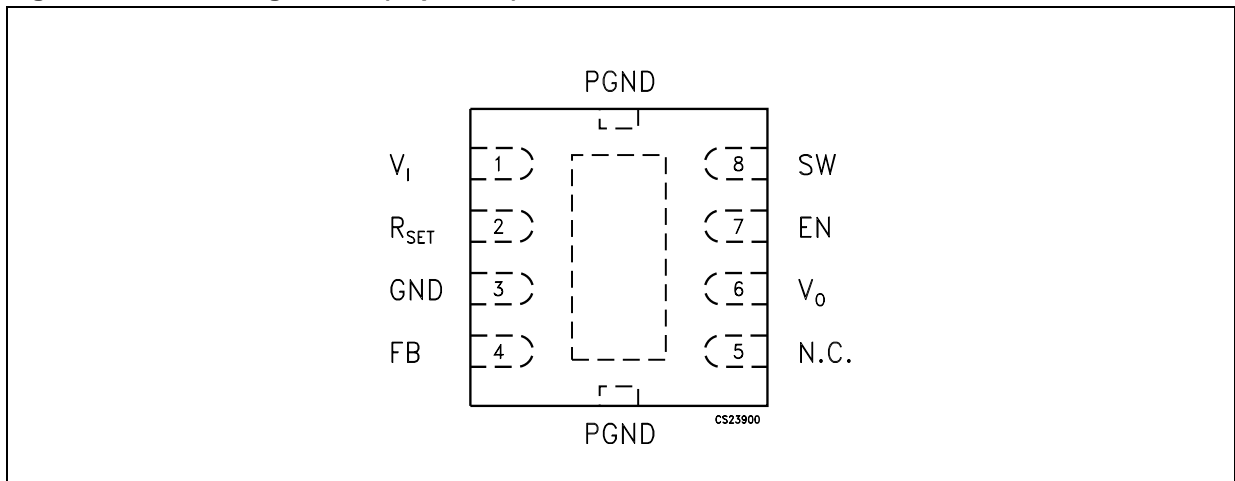 PGND
V_I 1 8 SW
R_SET 2 7 EN
GND 3 6 V_O
FB 4 5 N.C.
CS23900
PGND